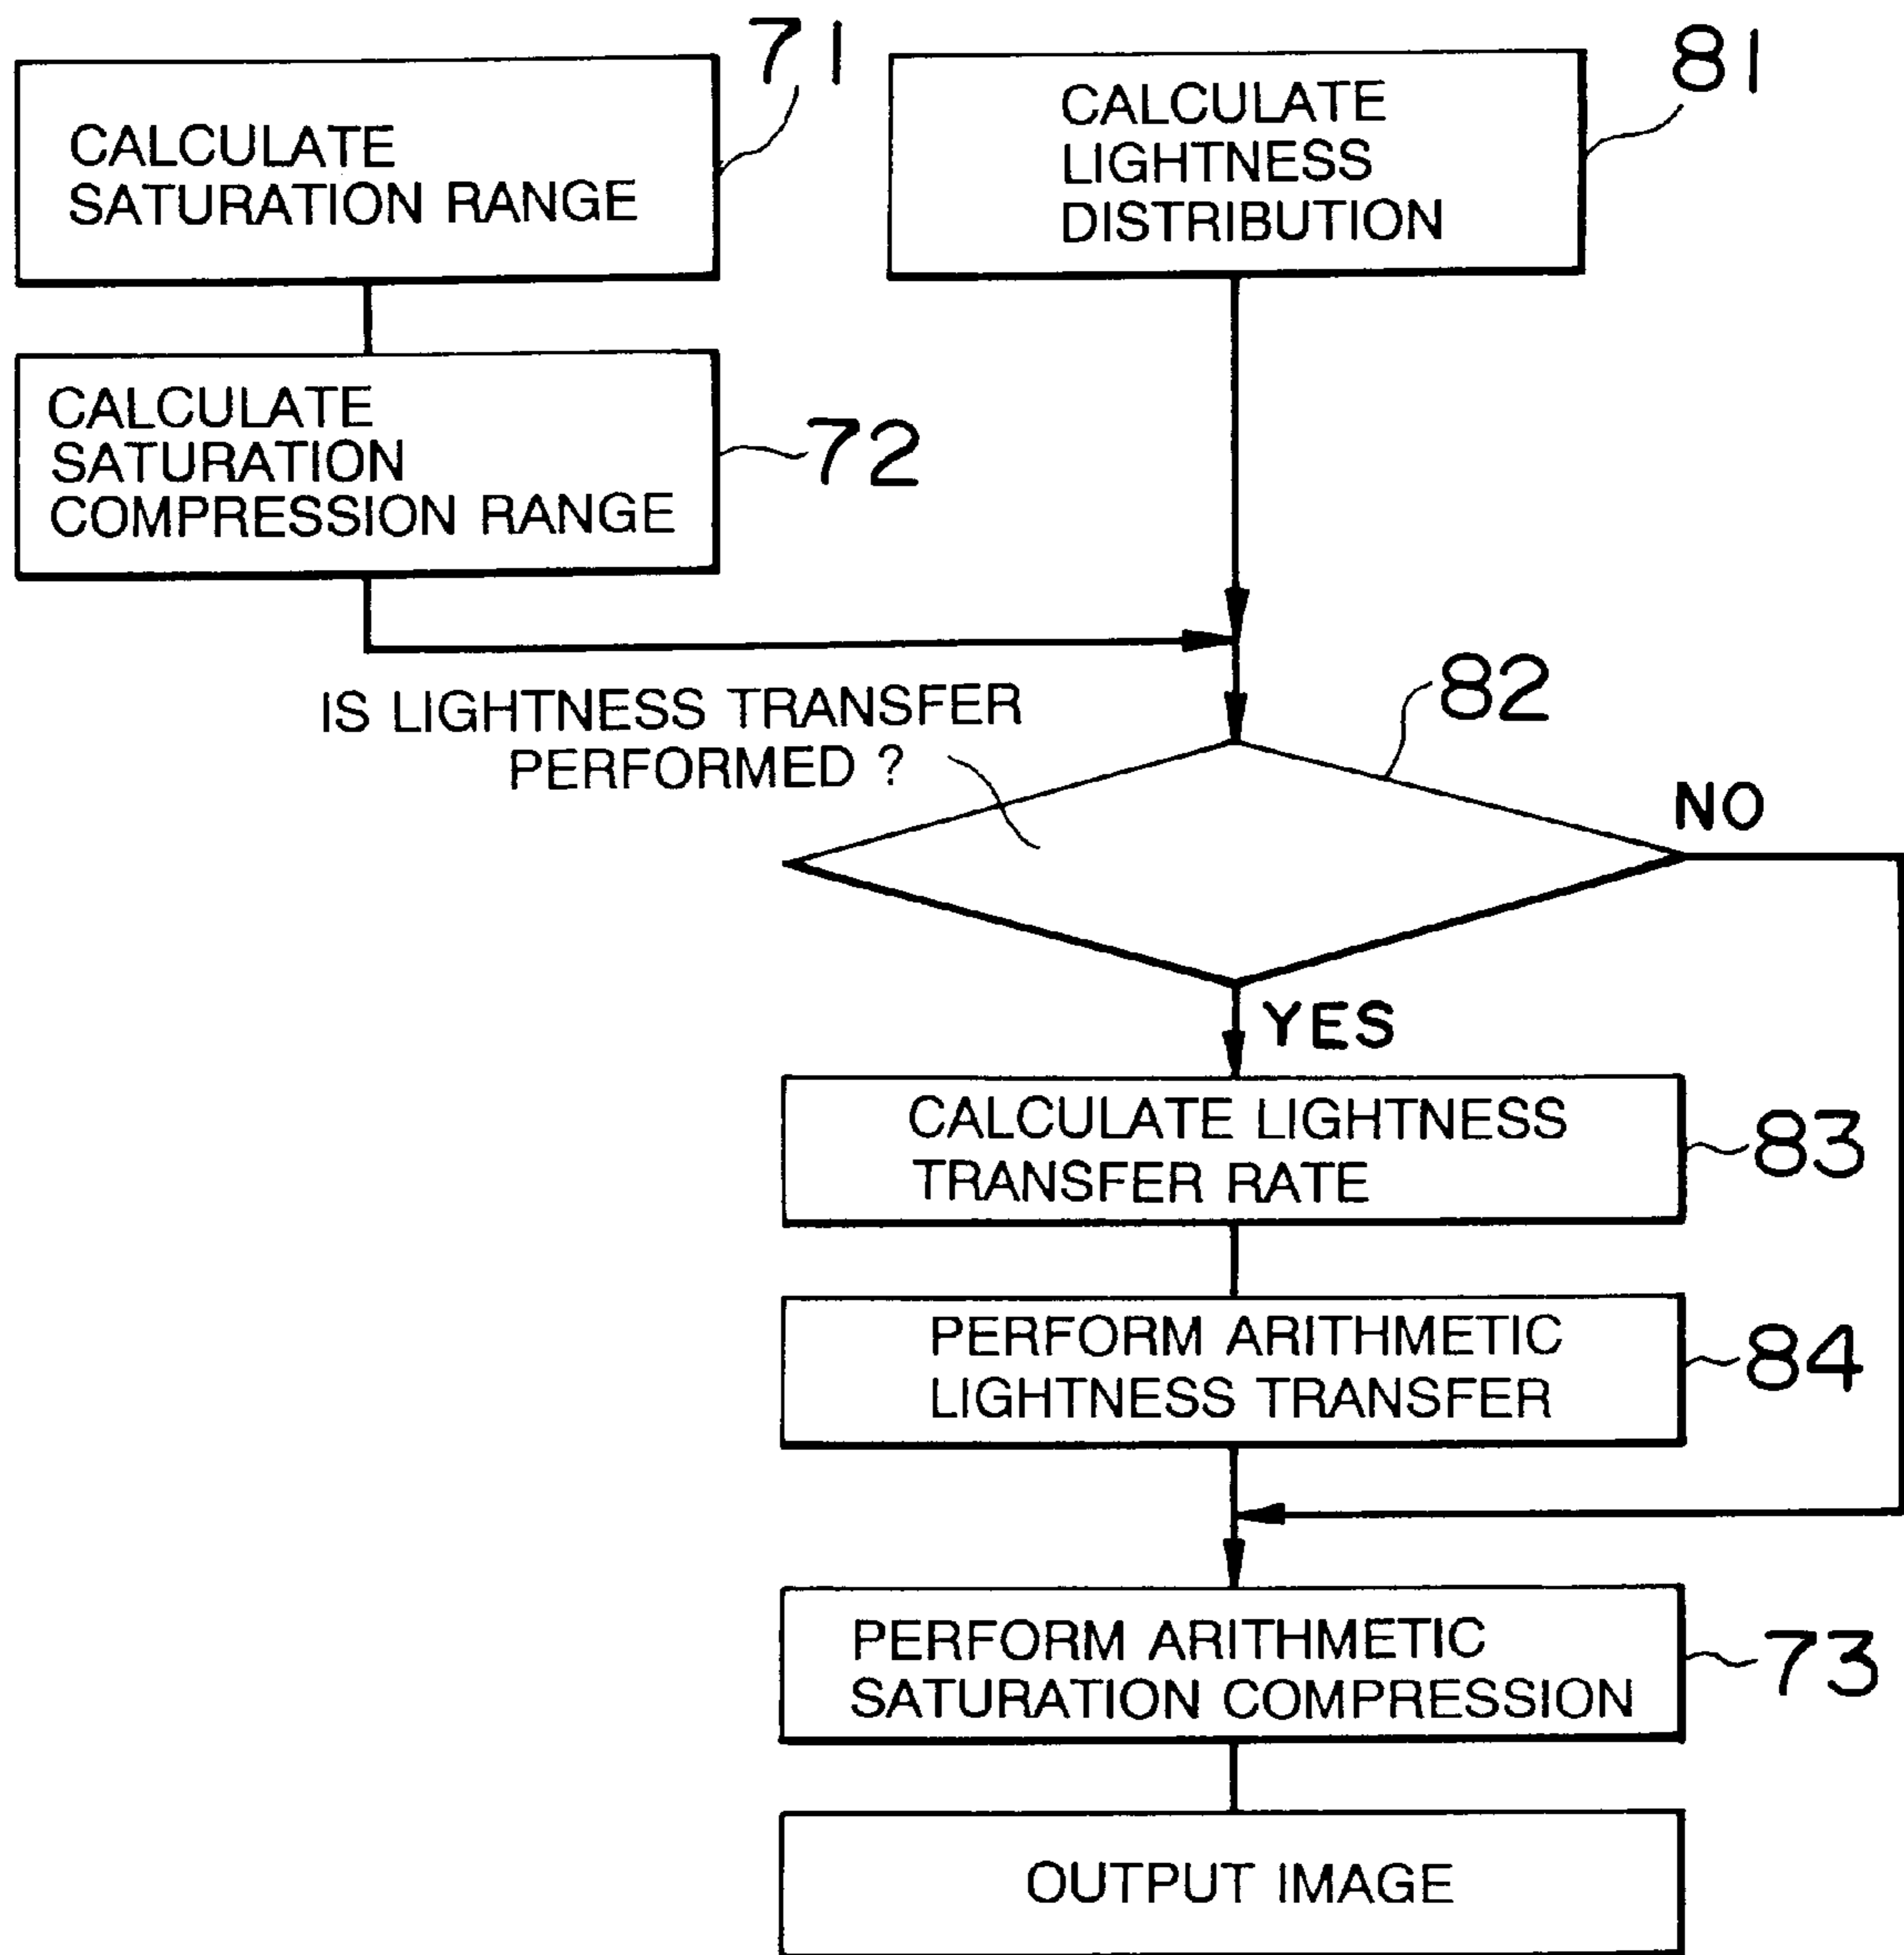 71
CALCULATE
SATURATION RANGE
81
CALCULATE
LIGHTNESS
DISTRIBUTION
CALCULATE
SATURATION
COMPRESSION RANGE
72
IS LIGHTNESS TRANSFER
PERFORMED ?
82
NO
YES
CALCULATE LIGHTNESS
TRANSFER RATE
83
PERFORM ARITHMETIC
LIGHTNESS TRANSFER
84
PERFORM ARITHMETIC
SATURATION COMPRESSION
73
OUTPUT IMAGE